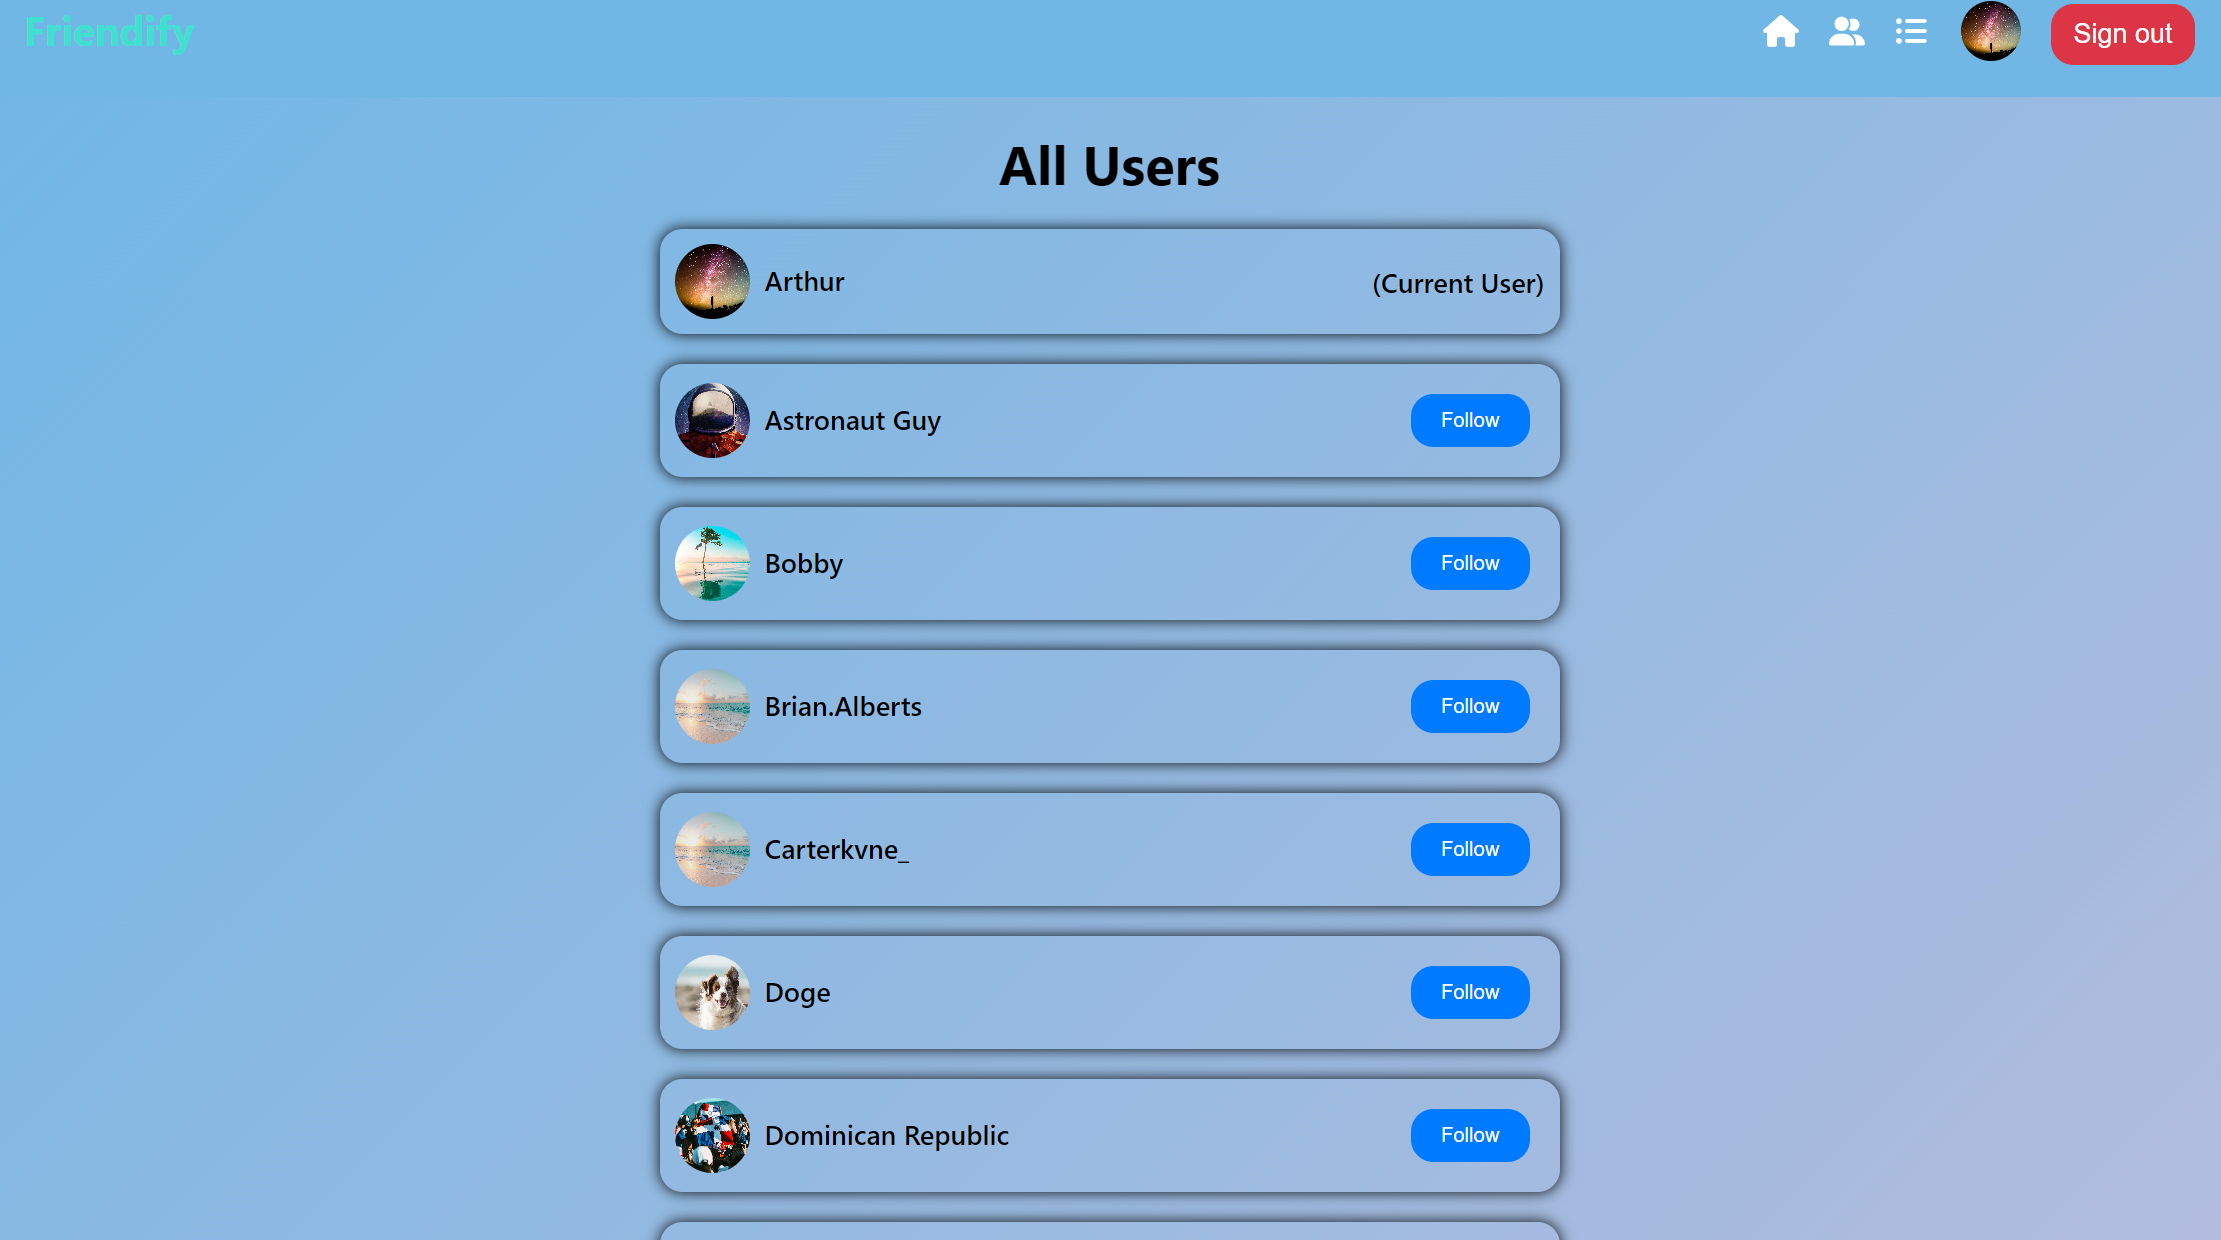 Friendify
Sign out
All Users
Arthur
(Current User)
Astronaut Guy
Follow
Bobby
Follow
Brian.Alberts
Follow
Carterkvne_
Follow
Doge
Follow
Dominican Republic
Follow